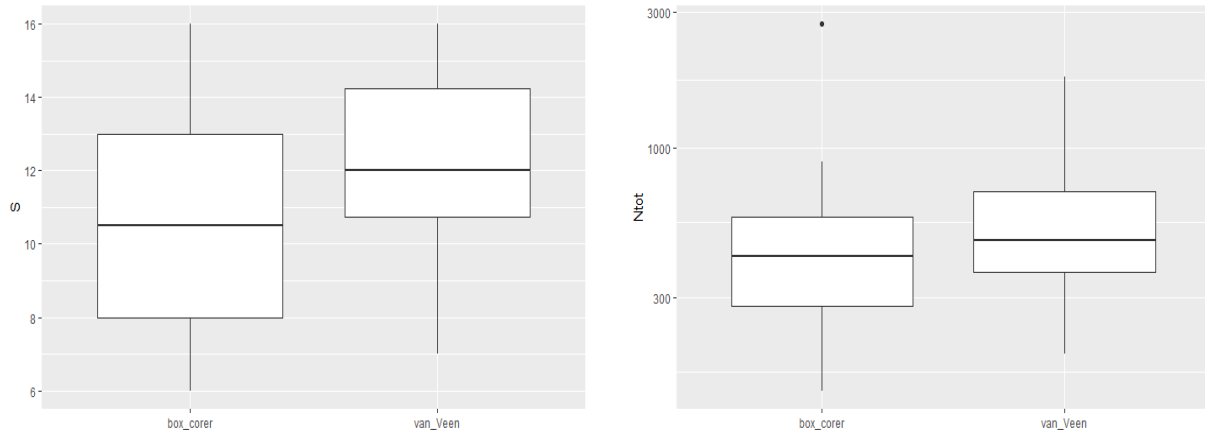 16
14
12
10
8
6
S
box_corer
van_Veen
3000
1000
300
Ntot
box_corer
van_Veen